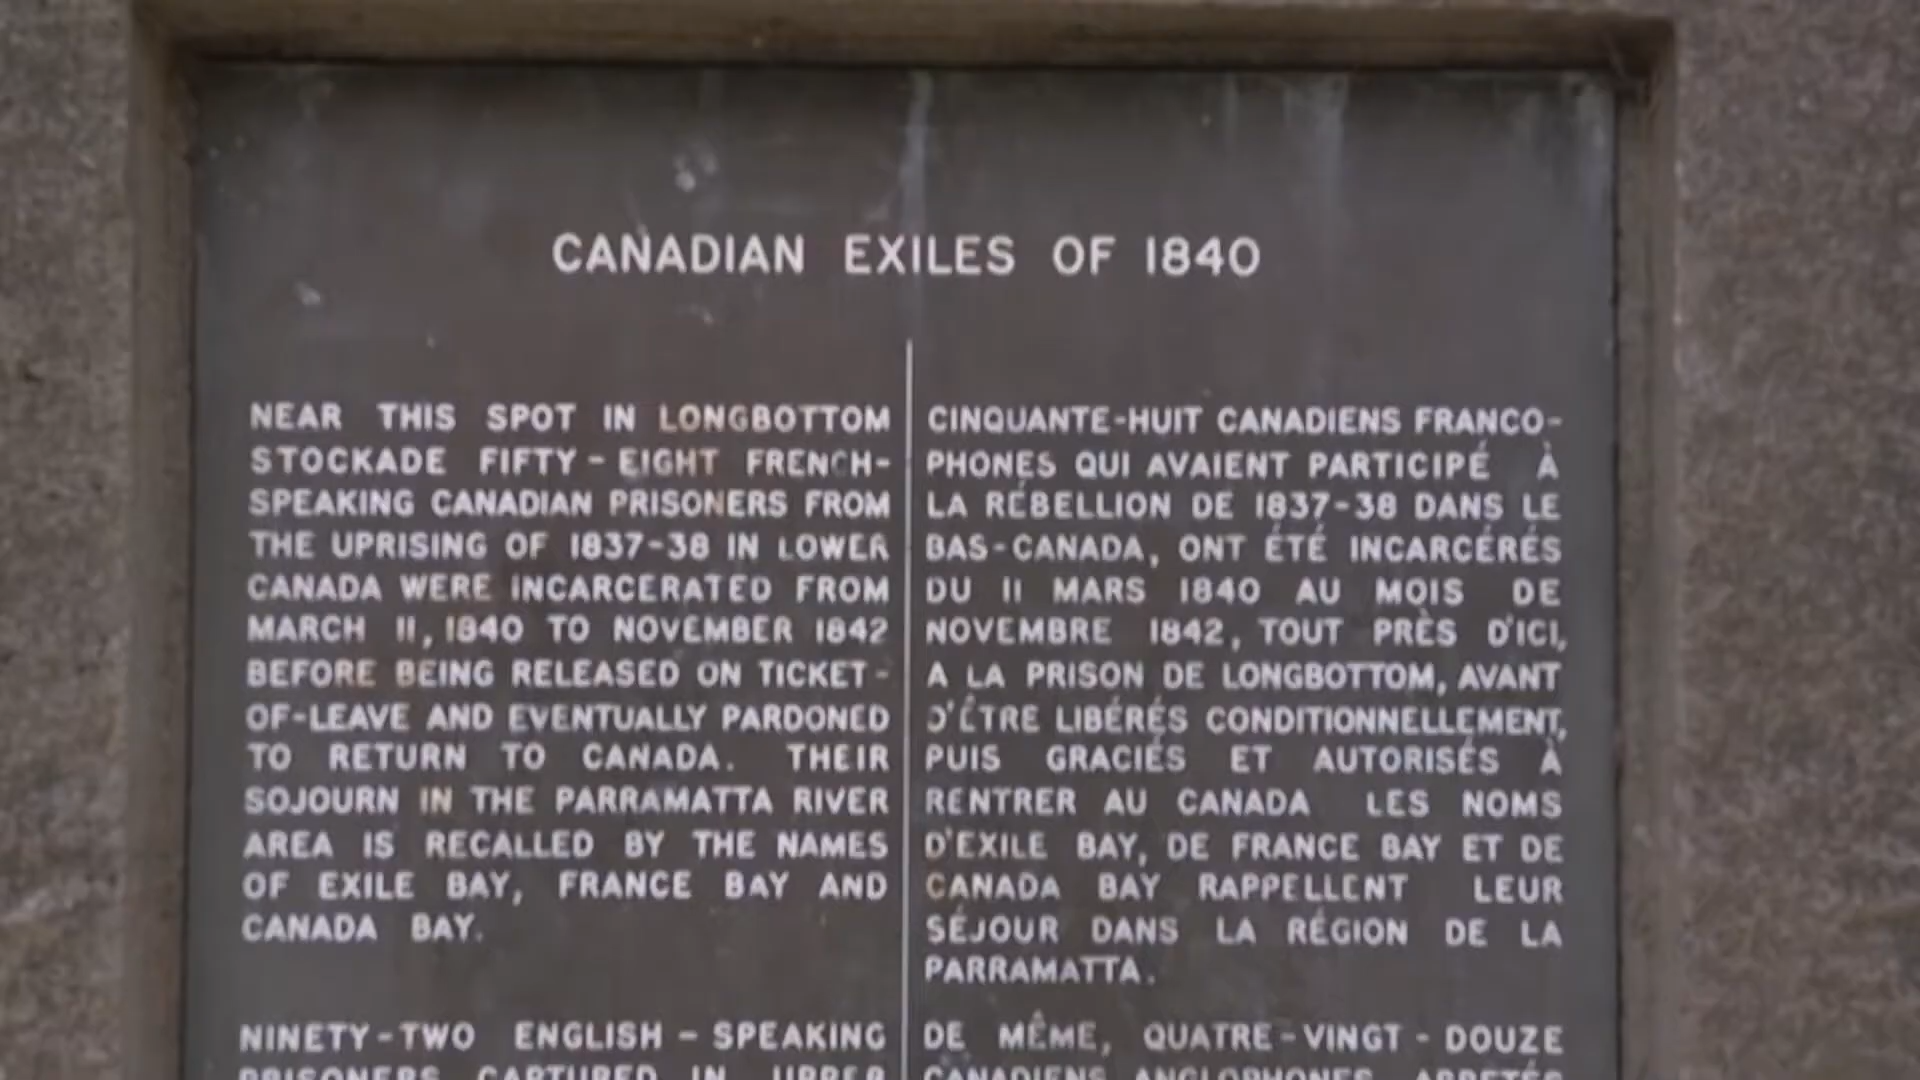 CANADIAN EXILES OF 1840
NEAR THIS SPOT IN LONGBOTTOM
STOCKADE FIFTY-EIGHT FRENCH-
SPEAKING CANADIAN PRISONERS FROM
THE UPRISING OF 1837-38 IN LOWER
CANADA WERE INCARCERATED FROM
MARCH 11, 1840 TO NOVEMBER 1842
BEFORE BEING RELEASED ON TICKET-
OF-LEAVE AND EVENTUALLY PARDONED
TO RETURN TO CANADA. THEIR
SOJOURN IN THE PARRAMATTA RIVER
AREA IS RECALLED BY THE NAMES
OF EXILE BAY, FRANCE BAY AND
CANADA BAY.
NINETY-TWO ENGLISH-SPEAKING
PRISONERS CAPTURED IN UPPER
CINQUANTE-HUIT CANADIENS FRANCO-
PHONES QUI AVAIENT PARTICIPÉ À
LA RÉBELLION DE 1837-38 DANS LE
BAS-CANADA, ONT ÉTÉ INCARCÉRÉS
DU 11 MARS 1840 AU MOIS DE
NOVEMBRE 1842, TOUT PRÈS D'ICI,
A LA PRISON DE LONGBOTTOM, AVANT
D'ÊTRE LIBÉRÉS CONDITIONNELLEMENT,
PUIS GRACIÉS ET AUTORISÉS À
RENTRER AU CANADA LES NOMS
D'EXILE BAY, DE FRANCE BAY ET DE
CANADA BAY RAPPELLENT LEUR
SÉJOUR DANS LA RÉGION DE LA
PARRAMATTA.
DE MÊME, QUATRE-VINGT-DOUZE
CANADIENS ANGLOPHONES ARRETÉS